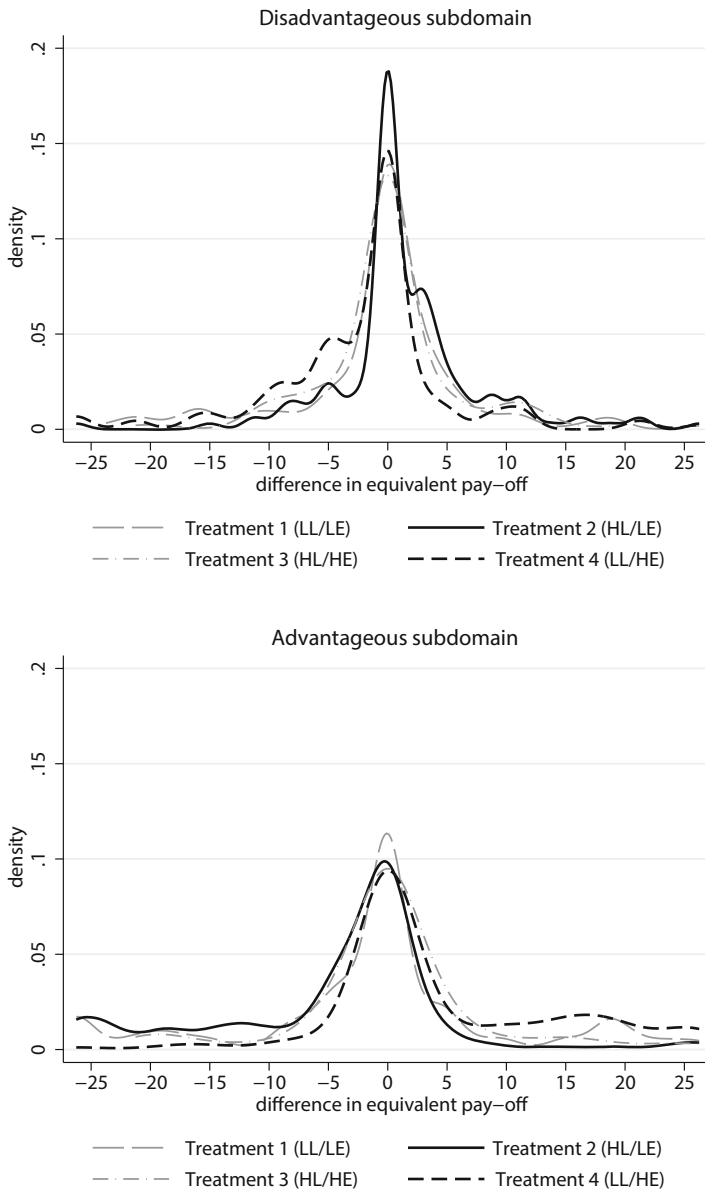 Disadvantageous subdomain
.2
.15
.1
.05
0
density
−25 −20 −15 −10 −5 0 5 10 15 20 25
difference in equivalent pay−off
Treatment 1 (LL/LE) Treatment 2 (HL/LE)
Treatment 3 (HL/HE) Treatment 4 (LL/HE)
Advantageous subdomain
.2
.15
.1
.05
0
density
−25 −20 −15 −10 −5 0 5 10 15 20 25
difference in equivalent pay−off
Treatment 1 (LL/LE) Treatment 2 (HL/LE)
Treatment 3 (HL/HE) Treatment 4 (LL/HE)